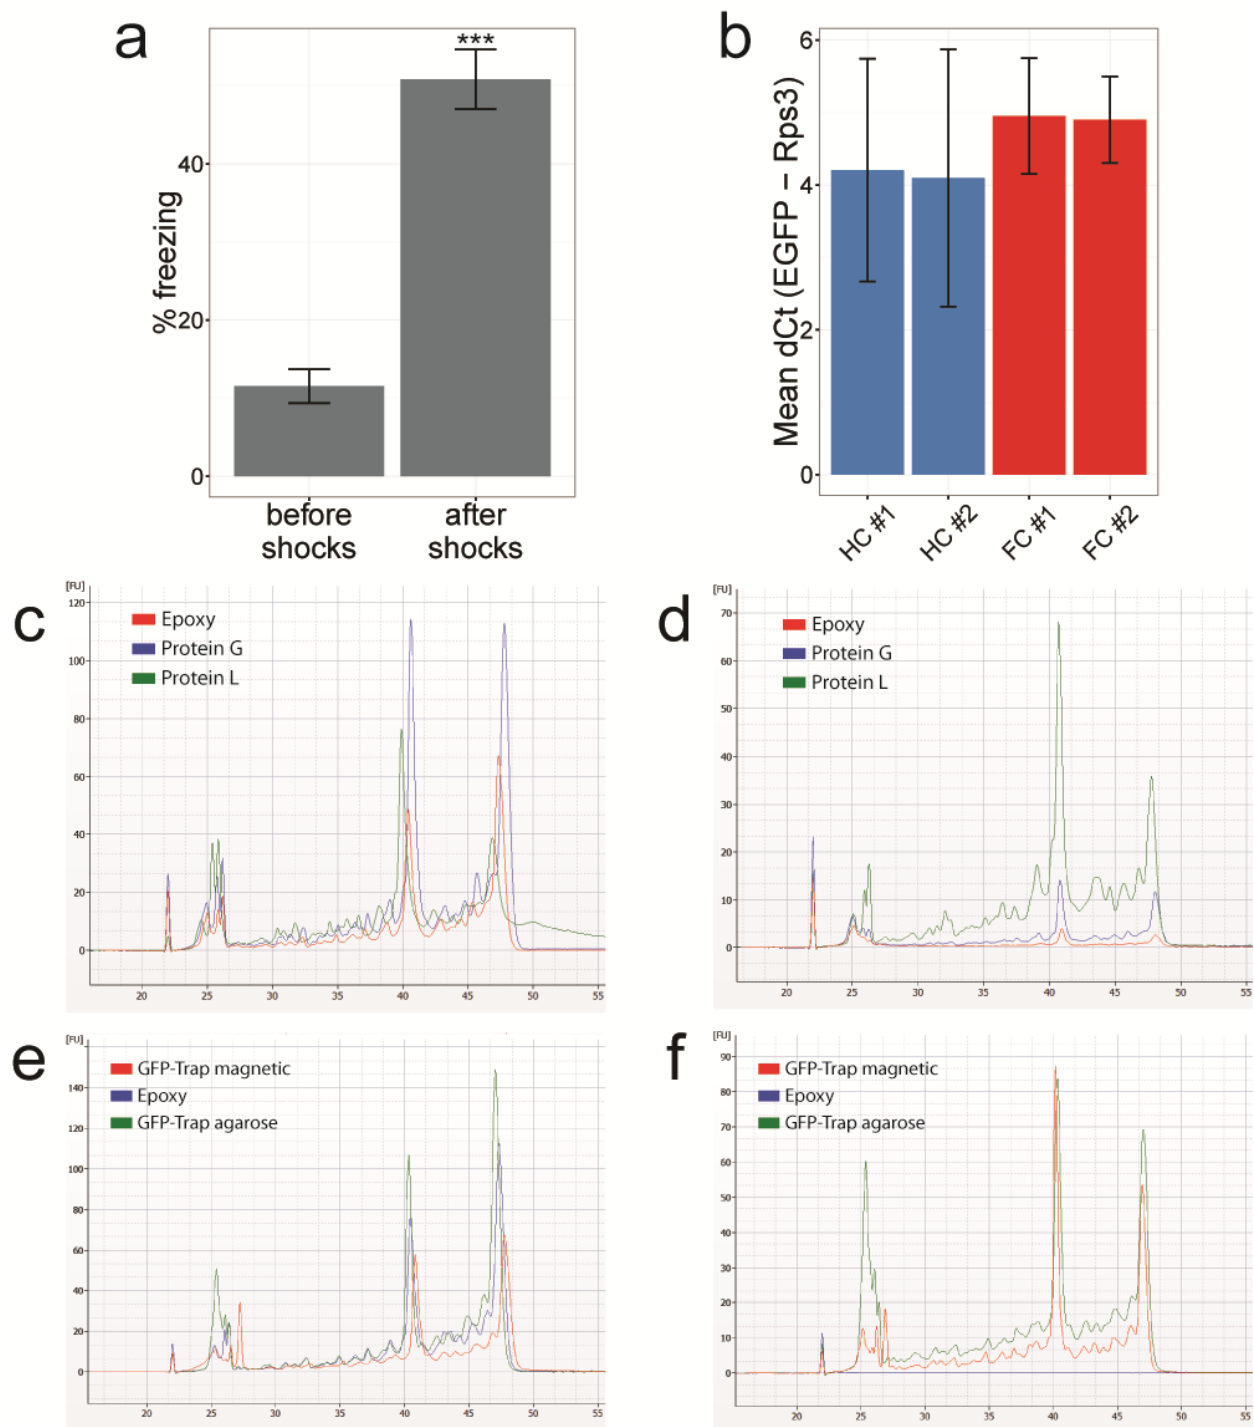 a
***
% freezing
40
20
0
before shocks
after shocks
b
Mean dCt (EGFP – Rps3)
6
4
2
0
HC #1
HC #2
FC #1
FC #2
c
[FU]
Epoxy
Protein G
Protein L
120
100
80
60
40
20
0
20 25 30 35 40 45 50 55
d
[FU]
Epoxy
Protein G
Protein L
70
60
50
40
30
20
10
0
20 25 30 35 40 45 50 55
e
[FU]
GFP-Trap magnetic
Epoxy
GFP-Trap agarose
140
120
100
80
60
40
20
0
20 25 30 35 40 45 50 55
f
[FU]
GFP-Trap magnetic
Epoxy
GFP-Trap agarose
90
80
70
60
50
40
30
20
10
0
20 25 30 35 40 45 50 55